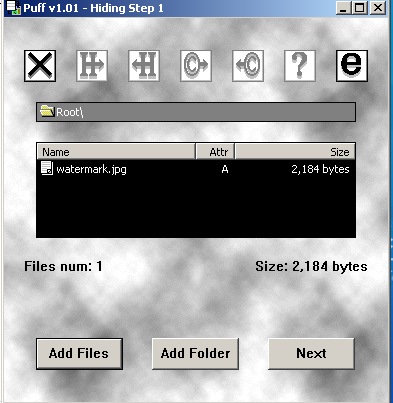 Puff v1.01 - Hiding Step 1
X H H C C ? e
Root\
Name Attr Size
watermark.jpg A 2,184 bytes
Files num: 1 Size: 2,184 bytes
Add Files Add Folder Next